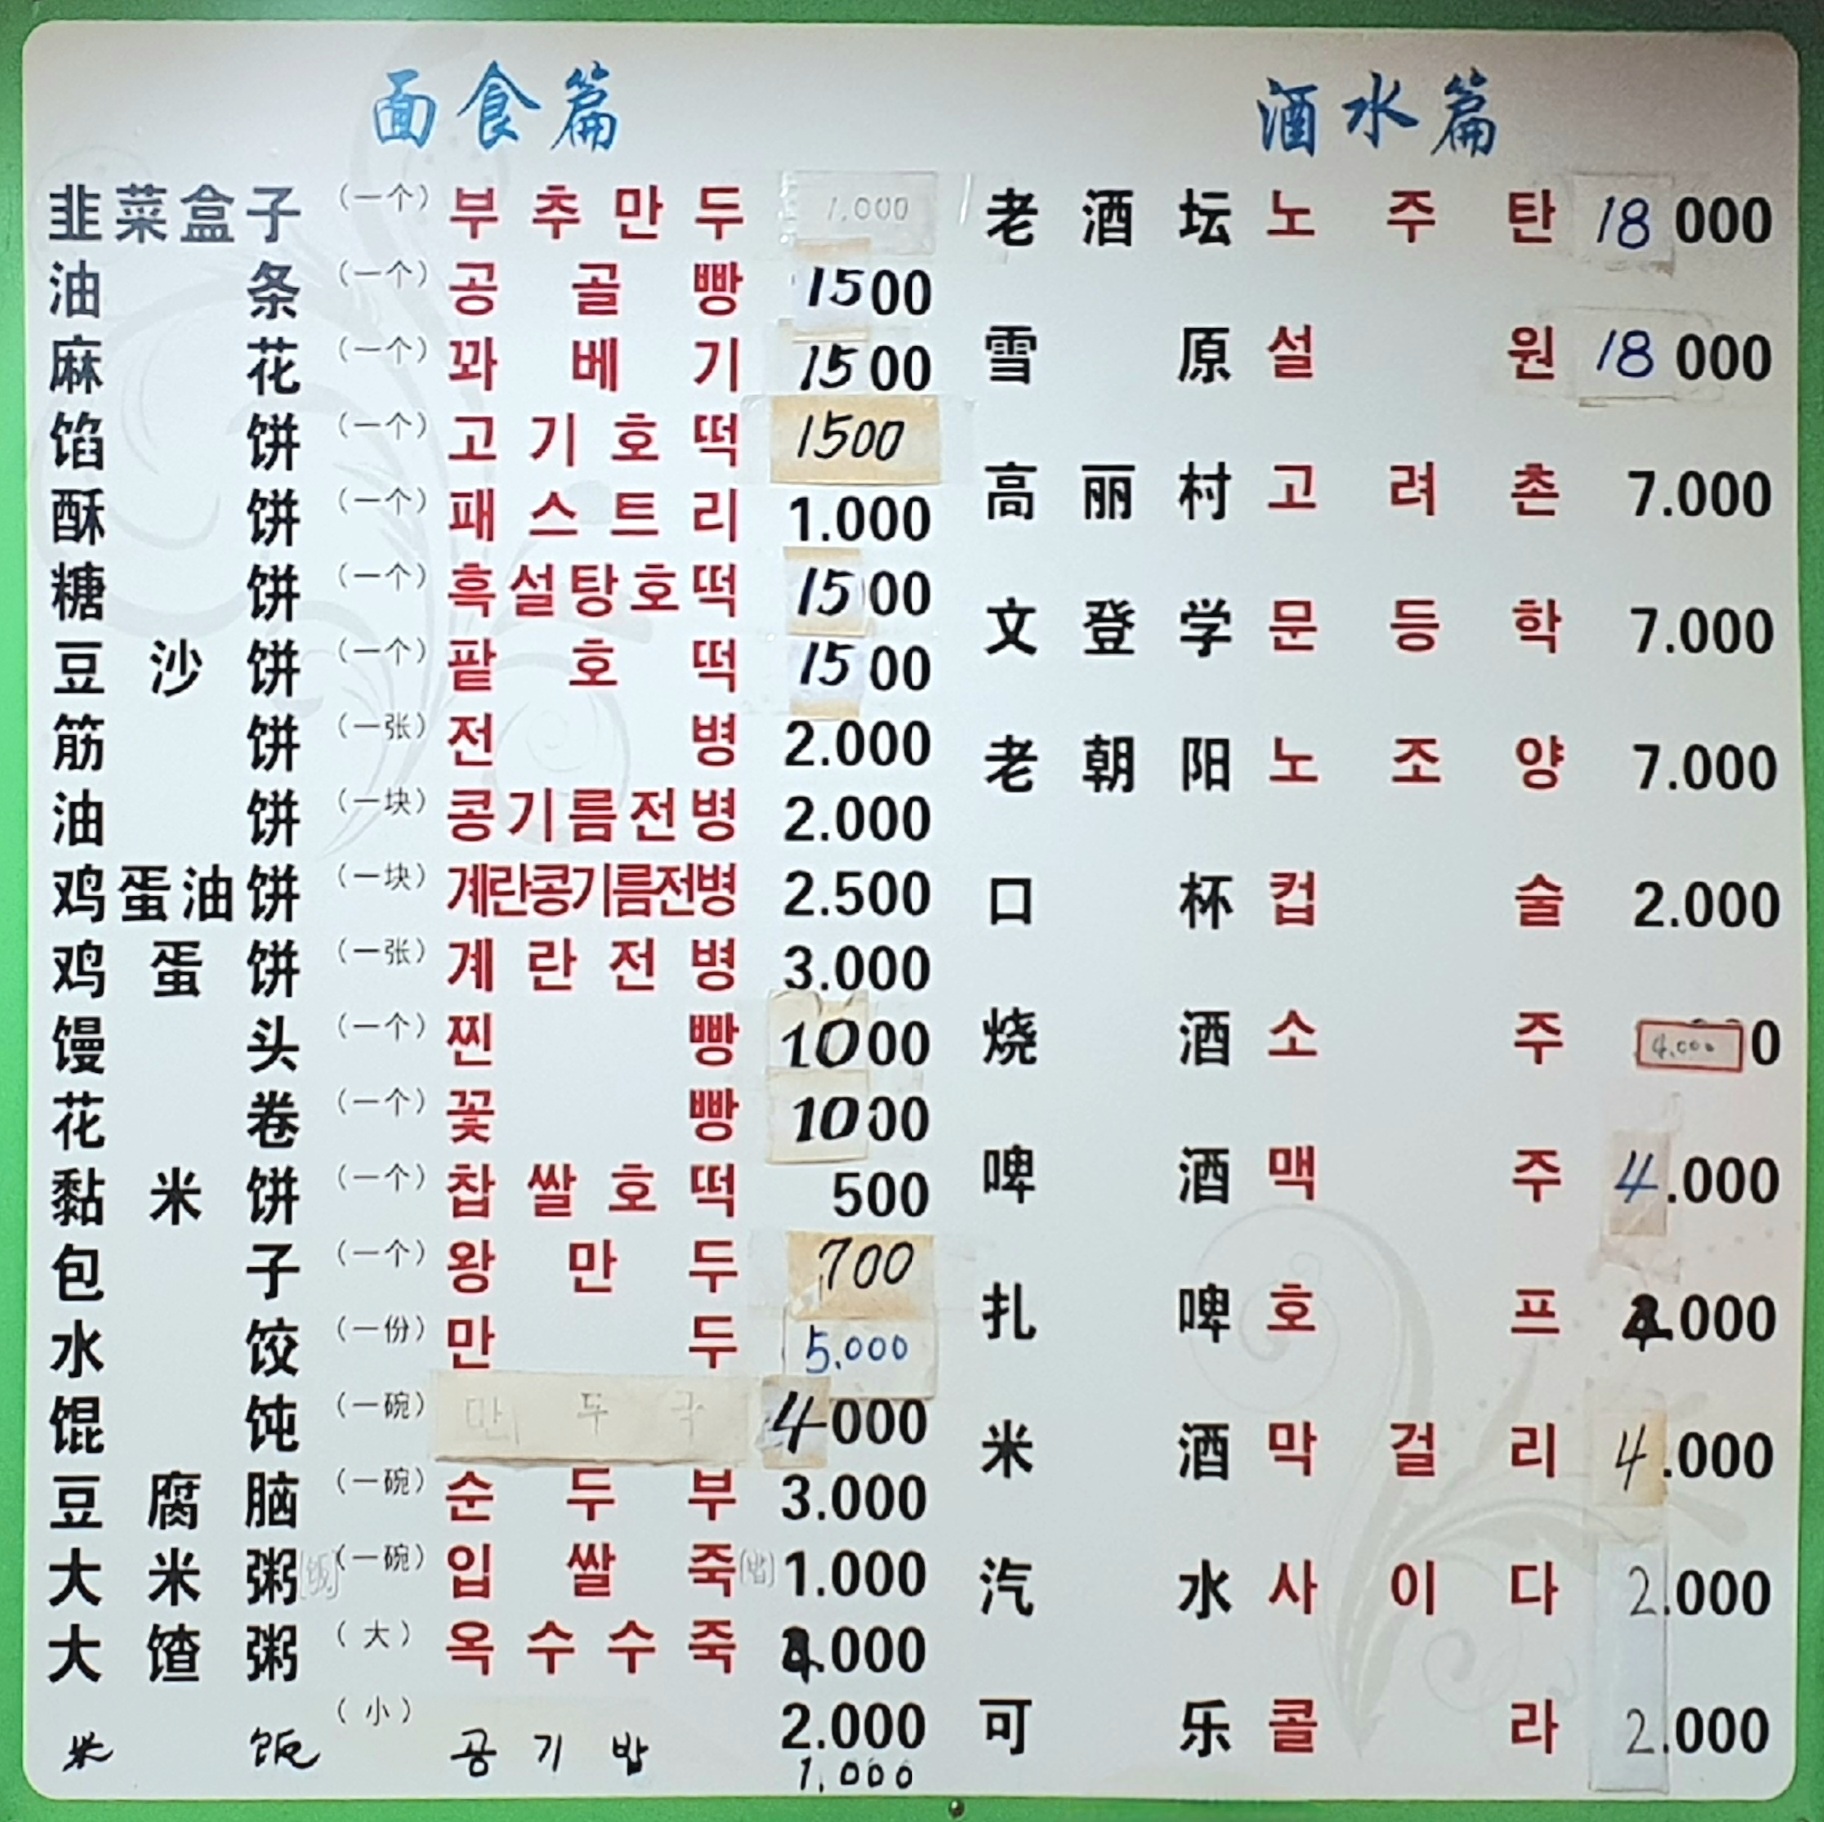 面食篇
韭菜盒子 (一个) 부추만두 1.000
油条 (一个) 공골빵 1500
麻花 (一个) 꽈베기 1500
馅饼 (一个) 고기호떡 1500
酥饼 (一个) 패스트리 1.000
糖饼 (一个) 흑설탕호떡 1500
豆沙饼 (一个) 팥호떡 1500
筋饼 (一张) 전병 2.000
油饼 (一块) 콩기름전병 2.000
鸡蛋油饼 (一块) 계란콩기름전병 2.500
鸡蛋饼 (一张) 계란전병 3.000
馒头 (一个) 찐빵 1000
花卷 (一个) 꽃빵 1000
黏米饼 (一个) 찹쌀호떡 500
包子 (一个) 왕만두 700
水饺 (一份) 만두 5.000
馄饨 (一碗) 만두국 4000
豆腐脑 (一碗) 순두부 3.000
大米粥 (一碗) 입쌀죽 1.000
大馇粥 (大) 옥수수죽 .000
(小) 2.000
米饭 공기밥 1.000
酒水篇
老酒坛 노주탄 18000
雪原 설원 18000
高丽村 고려촌 7.000
文登学 문등학 7.000
老朝阳 노조양 7.000
口杯 컵술 2.000
烧酒 소주 4.000
啤酒 맥주 4.000
扎啤 호프 .000
米酒 막걸리 4.000
汽水 사이다 2.000
可乐 콜라 2.000